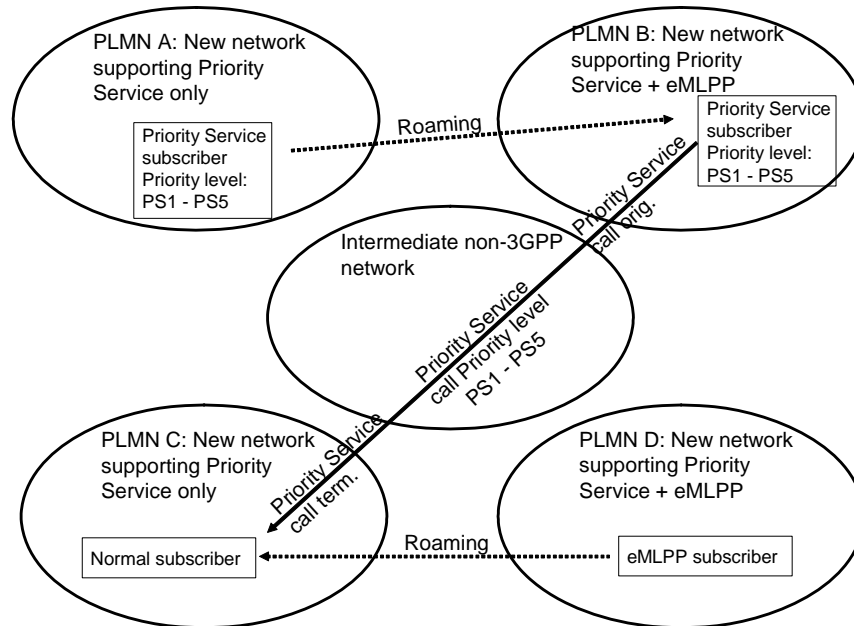 PLMN A: New network
supporting Priority
Service only
Priority Service
subscriber
Priority level:
PS1 - PS5
Roaming
PLMN B: New network
supporting Priority
Service + eMLPP
Priority Service
subscriber
Priority level:
PS1 - PS5
Priority Service
call orig.
Intermediate non-3GPP
network
Priority Service
call Priority level
PS1 - PS5
PLMN C: New network
supporting Priority
Service only
Priority Service
call term.
Normal subscriber
Roaming
PLMN D: New network
supporting Priority
Service + eMLPP
eMLPP subscriber